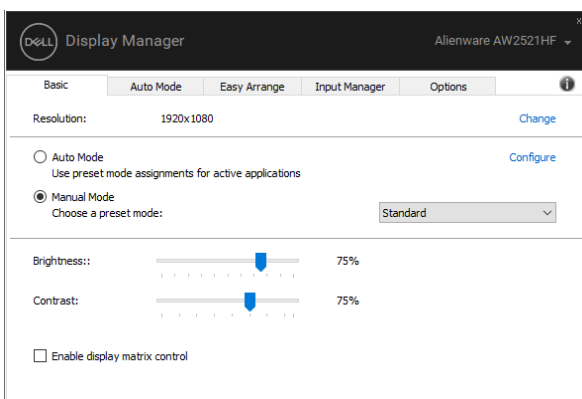 DELL Display Manager Alienware AW2521HF
Basic Auto Mode Easy Arrange Input Manager Options
Resolution: 1920x1080 Change
Auto Mode Configure
Use preset mode assignments for active applications
Manual Mode
Choose a preset mode: Standard
Brightness:: 75%
Contrast: 75%
Enable display matrix control